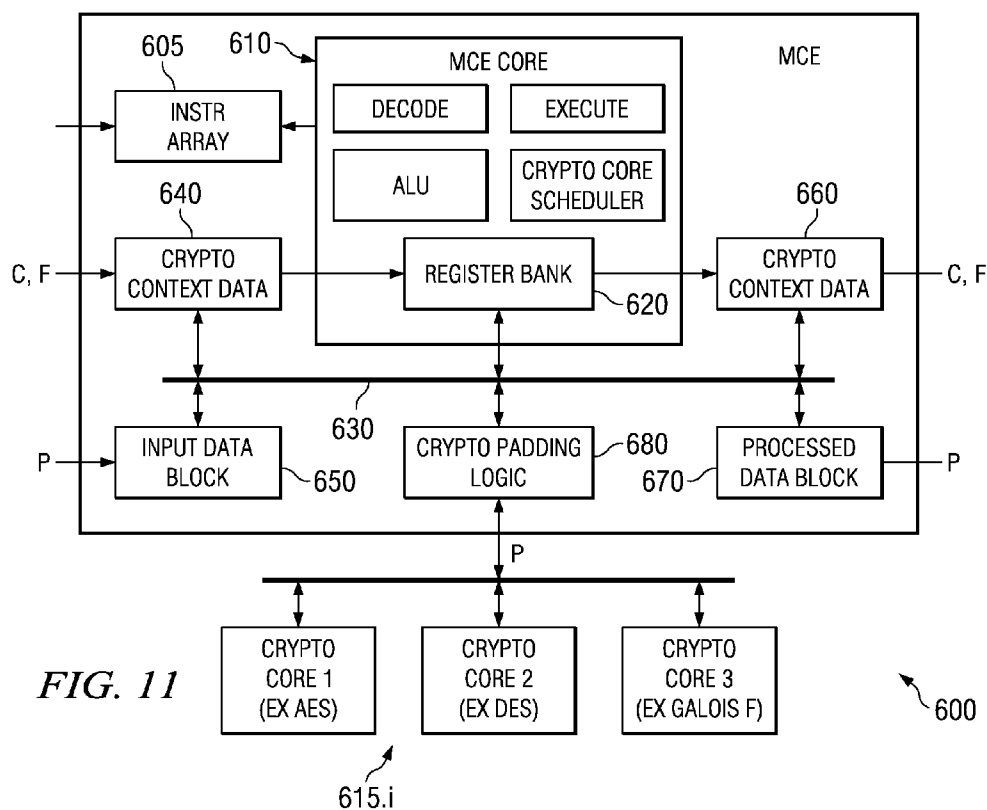 605
610
MCE CORE
MCE
INSTR
ARRAY
DECODE
EXECUTE
ALU
CRYPTO CORE
SCHEDULER
640
660
C, F
CRYPTO
CONTEXT DATA
REGISTER BANK
620
CRYPTO
CONTEXT DATA
C, F
630
P
INPUT DATA
BLOCK
650
CRYPTO PADDING
LOGIC
680
670
PROCESSED
DATA BLOCK
P
P
CRYPTO
CORE 1
(EX AES)
CRYPTO
CORE 2
(EX DES)
CRYPTO
CORE 3
(EX GALOIS F)
FIG. 11
600
615.i